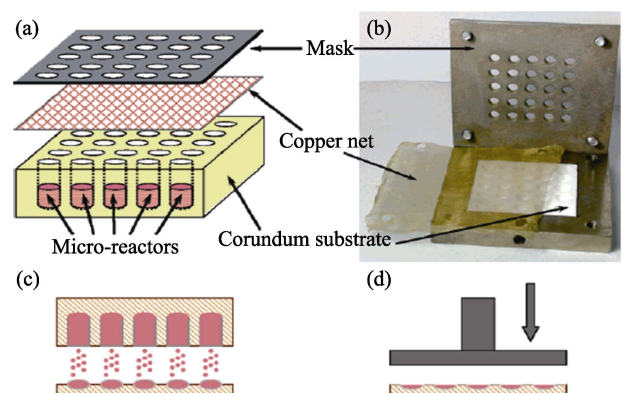 (a)
Mask
(b)
Copper net
Micro-reactors
Corundum substrate
(c)
(d)